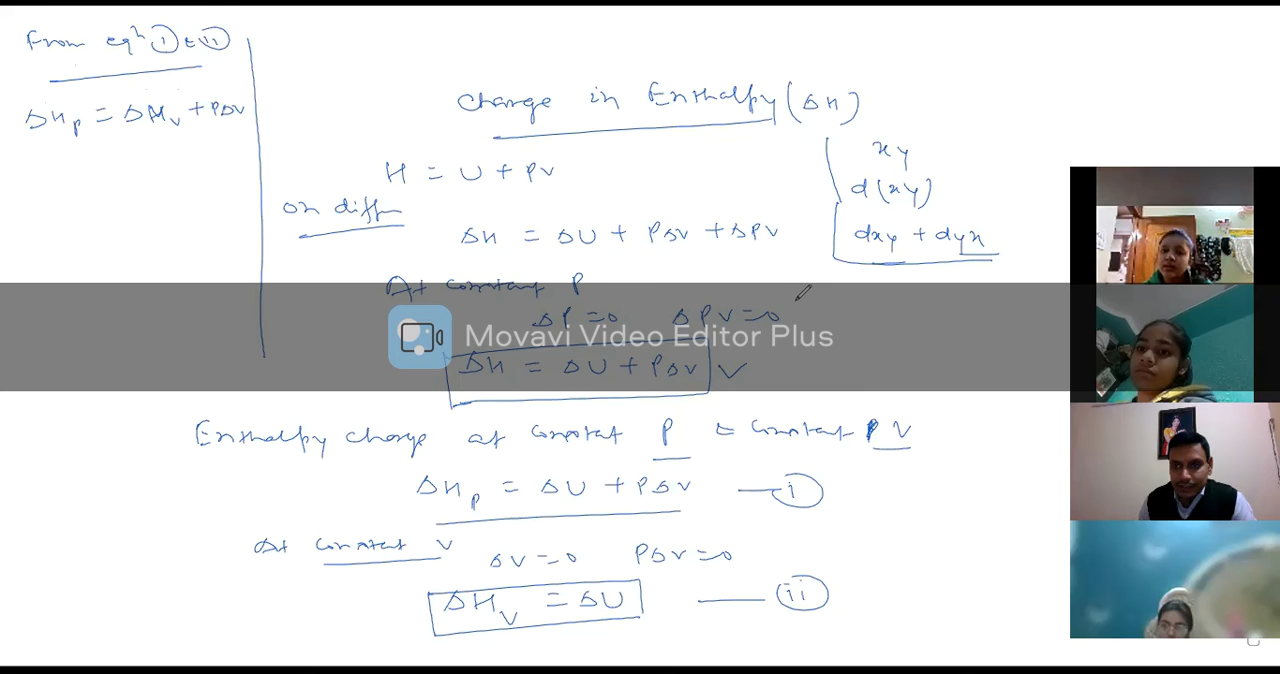 From eqn (i) & (ii)
ΔHp = ΔHv + PΔV
Change in Enthalpy (ΔH)
H = U + PV
on diffn
ΔH = ΔU + PΔV + ΔPV
xy
d(xy)
dxy + dyx
At constant P
ΔP=0 ΔPV=0
Movavi Video Editor Plus
ΔH = ΔU + PΔV
Enthalpy change at constant P & constant V
ΔHp = ΔU + PΔV — (i)
At constant V ΔV=0 PΔV=0
ΔHv = ΔU — (ii)